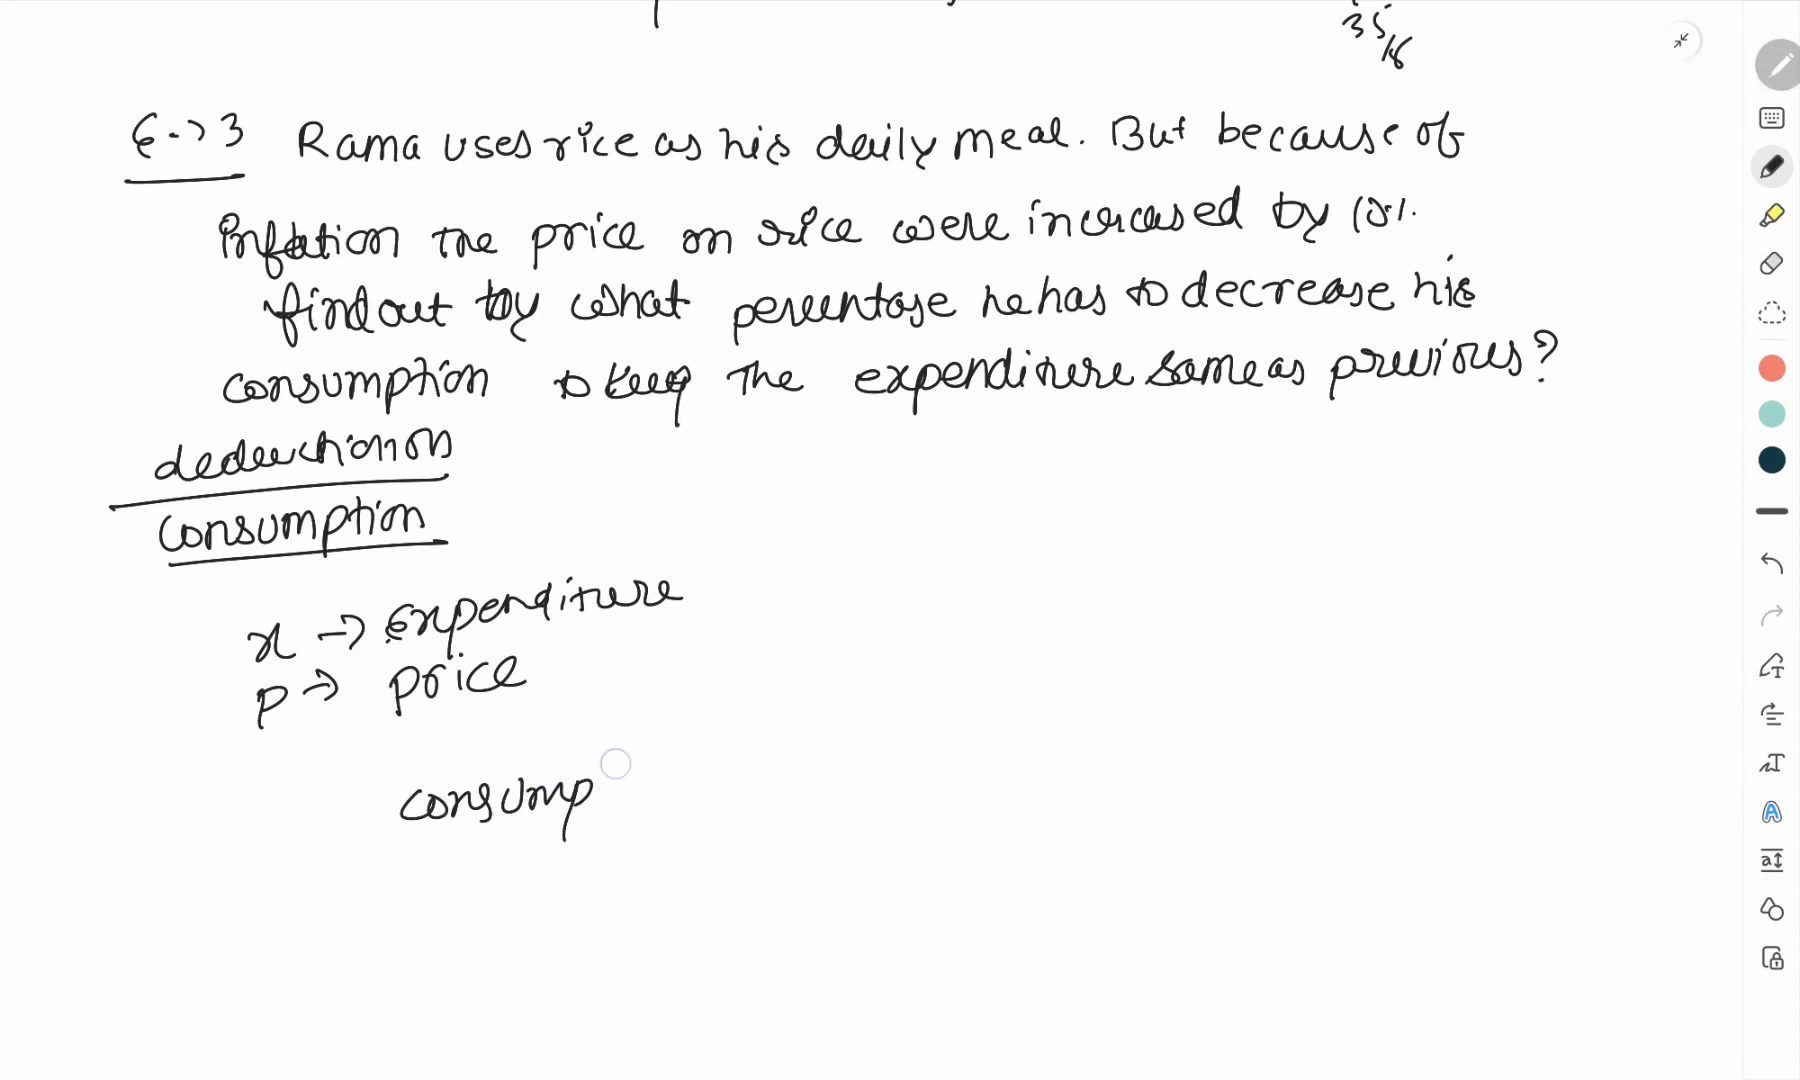 35/18
E->3 Rama uses rice as his daily meal. But because of
Inflation the price on rice were increased by 15%.
find out by what percentage he has to decrease his
consumption to keep the expenditure same as previous?
deduction on
consumption
x -> expenditure
p -> price
consump